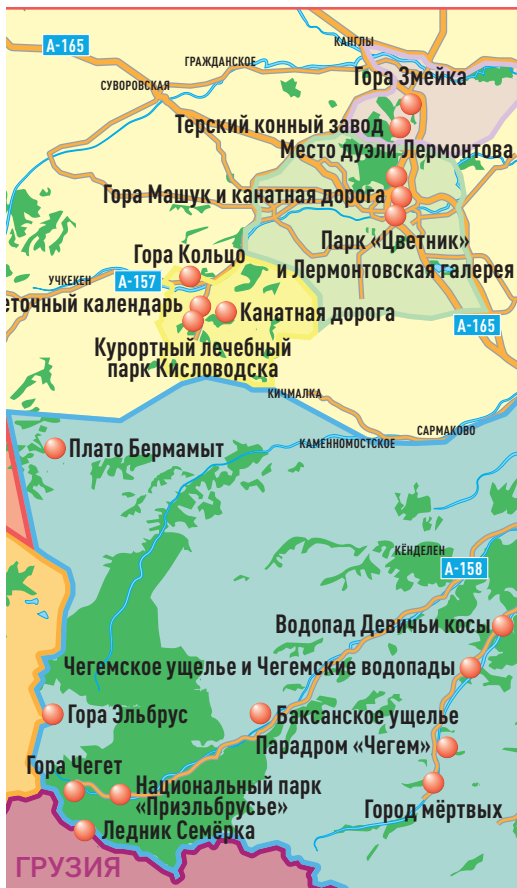 КАНГЛЫ
А-165
ГРАЖДАНСКОЕ
Гора Змейка
СУВОРОВСКАЯ
Терский конный завод
Место дуэли Лермонтова
Гора Машук и канатная дорога
Парк «Цветник»
и Лермонтовская галерея
Гора Кольцо
УЧКЕКЕН
А-157
еточный календарь
Канатная дорога
А-165
Курортный лечебный
парк Кисловодска
КИЧМАЛКА
САРМАКОВО
КАМЕННОМОСТСКОЕ
Плато Бермамыт
КЁНДЕЛЕН
А-158
Водопад Девичьи косы
Чегемское ущелье и Чегемские водопады
Гора Эльбрус
Баксанское ущелье
Парадром «Чегем»
Гора Чегет
Национальный парк
«Приэльбрусье»
Город мёртвых
Ледник Семёрка
ГРУЗИЯ